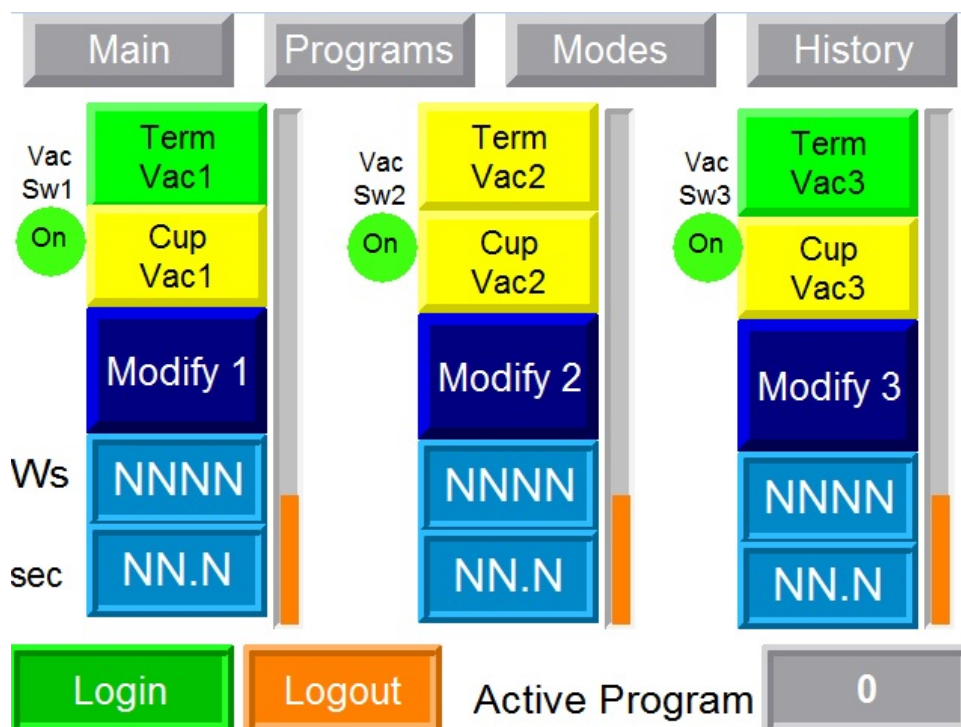 Main Programs Modes History
Term Term Term
Vac Vac1 Vac Vac2 Vac Vac3
Sw1 Sw2 Sw3
On Cup On Cup On Cup
Vac1 Vac2 Vac3
Modify 1 Modify 2 Modify 3
Ws NNNN NNNN NNNN
sec NN.N NN.N NN.N
Login Logout Active Program 0